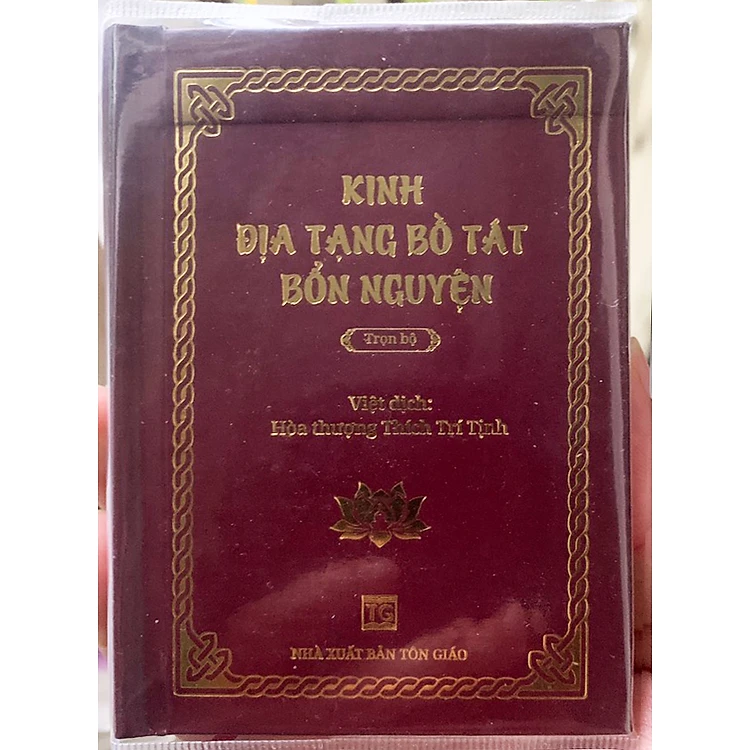 KINH
ĐỊA TẠNG BỒ TÁT
BỔN NGUYỆN
Trọn bộ
Việt dịch:
Hòa thượng Thích Trí Tịnh
TG
NHÀ XUẤT BẢN TÔN GIÁO